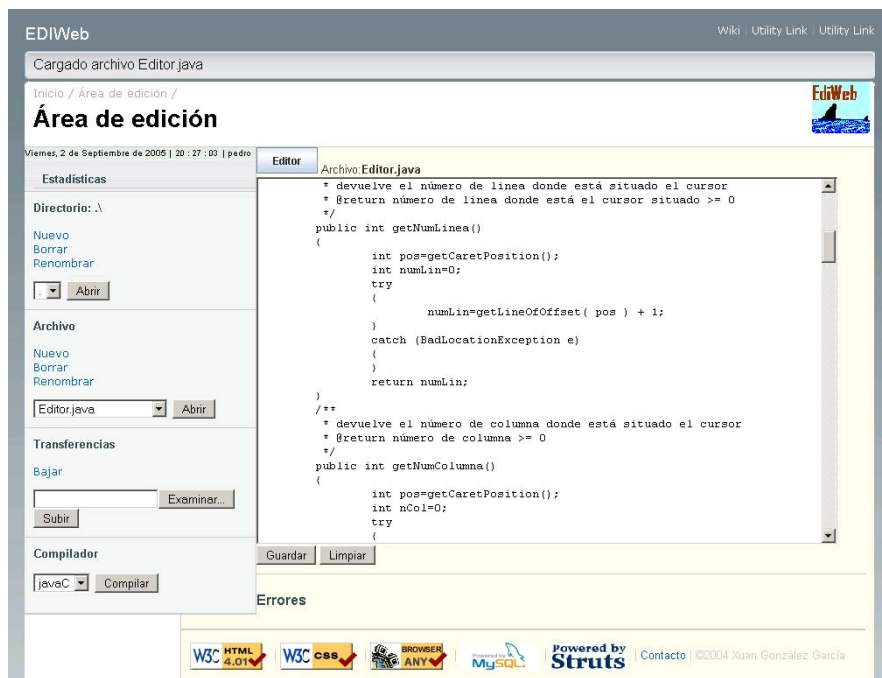 EDIWeb
Wiki | Utility Link | Utility Link
Cargado archivo Editor.java
Inicio / Área de edición /
EdiWeb
Área de edición
Viernes, 2 de Septiembre de 2005 | 20 : 27 : 03 | pedro
Editor
Archivo:Editor.java
Estadísticas
Directorio: .\
Nuevo
Borrar
Renombrar
. Abrir
Archivo
Nuevo
Borrar
Renombrar
Editor.java Abrir
Transferencias
Bajar
Examinar...
Subir
Compilador
javaC Compilar
* devuelve el número de linea donde está situado el cursor
* @return número de linea donde está el cursor situado >= 0
*/
public int getNumLinea()
{
int pos=getCaretPosition();
int numLin=0;
try
{
numLin=getLineOfOffset( pos ) + 1;
}
catch (BadLocationException e)
{
}
return numLin;
}
/**
* devuelve el número de columna donde está situado el cursor
* @return número de columna >= 0
*/
public int getNumColumna()
{
int pos=getCaretPosition();
int nCol=0;
try
{
Guardar Limpiar
Errores
W3C HTML 4.01 | W3C css | BROWSER ANY | Powered by MySQL | Powered by Struts | Contacto | ©2004 Xuan González García